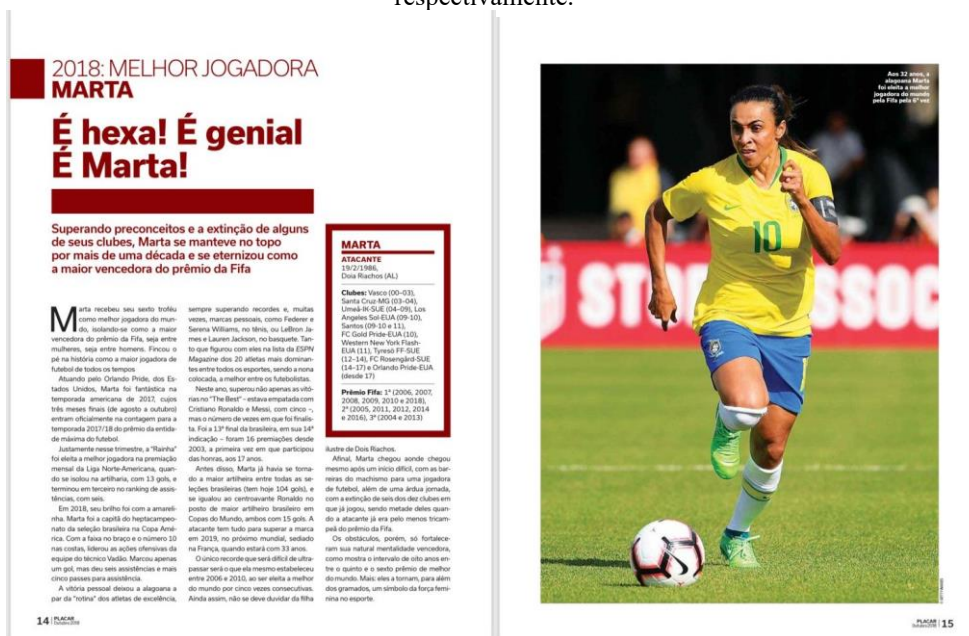 respectivamente.
2018: MELHOR JOGADORA
MARTA
É hexa! É genial
É Marta!
Superando preconceitos e a extinção de alguns
de seus clubes, Marta se manteve no topo
por mais de uma década e se eternizou como
a maior vencedora do prêmio da Fifa
Marta recebeu seu sexto troféu
como melhor jogadora do mun-
do, isolando-se como a maior
vencedora do prêmio da Fifa, seja entre
mulheres, seja entre homens. Fincou o
pé na história como a maior jogadora de
futebol de todos os tempos
Atuando pelo Orlando Pride, dos Es-
tados Unidos, Marta foi fantástica na
temporada americana de 2017, cujos
três meses finais (de agosto a outubro)
entram oficialmente na contagem para a
temporada 2017/18 do prêmio da entida-
de máxima do futebol.
Justamente nesse trimestre, a "Rainha"
foi eleita a melhor jogadora na premiação
mensal da Liga Norte-Americana, quan-
do se isolou na artilharia, com 13 gols, e
terminou em terceiro no ranking de assis-
tências, com seis.
Em 2018, seu brilho foi com a amareli-
nha. Marta foi a capitã do heptacampeo-
nato da seleção brasileira na Copa Amé-
rica. Com a faixa no braço e o número 10
nas costas, liderou as ações ofensivas da
equipe do técnico Vadão. Marcou apenas
um gol, mas deu seis assistências e mais
cinco passes para assistência.
A vitória pessoal deixou a alagoana a
par da "rotina" dos atletas de excelência,
sempre superando recordes e, muitas
vezes, marcas pessoais, como Federer e
Serena Williams, no tênis, ou LeBron Ja-
mes e Lauren Jackson, no basquete. Tan-
to que figurou com eles na lista da ESPN
Magazine dos 20 atletas mais dominan-
tes entre todos os esportes, sendo a nona
colocada, a melhor entre os futebolistas.
Neste ano, superou não apenas as vitó-
rias no "The Best" – estava empatada com
Cristiano Ronaldo e Messi, com cinco –,
mas o número de vezes em que foi finalis-
ta. Foi a 13ª final da brasileira, em sua 14ª
indicação – foram 16 premiações desde
2003, a primeira vez em que participou
das honras, aos 17 anos.
Antes disso, Marta já havia se torna-
do a maior artilheira entre todas as se-
leções brasileiras (tem hoje 104 gols), e
se igualou ao centroavante Ronaldo no
posto de maior artilheiro brasileiro em
Copas do Mundo, ambos com 15 gols. A
atacante tem tudo para superar a marca
em 2019, no próximo mundial, sediado
na França, quando estará com 33 anos.
O único recorde que será difícil de ultra-
passar será o que ela mesmo estabeleceu
entre 2006 e 2010, ao ser eleita a melhor
do mundo por cinco vezes consecutivas.
Ainda assim, não se deve duvidar da filha
MARTA
ATACANTE
19/2/1986,
Dois Riachos (AL)
Clubes: Vasco (00–03),
Santa Cruz-MG (03–04),
Umeå-IK-SUE (04–09), Los
Angeles Sol-EUA (09-10),
Santos (09-10 e 11),
FC Gold Pride-EUA (10),
Western New York Flash-
EUA (11), Tyresö FF-SUE
(12–14), FC Rosengård-SUE
(14–17) e Orlando Pride-EUA
(desde 17)
Prêmio Fifa: 1ª (2006, 2007,
2008, 2009, 2010 e 2018),
2ª (2005, 2011, 2012, 2014
e 2016), 3ª (2004 e 2013)
ilustre de Dois Riachos.
Afinal, Marta chegou aonde chegou
mesmo após um início difícil, com as bar-
reiras do machismo para uma jogadora
de futebol, além de uma árdua jornada,
com a extinção de seis dos dez clubes em
que já jogou, sendo metade deles quan-
do a atacante já era pelo menos tricam-
peã do prêmio da Fifa.
Os obstáculos, porém, só fortalece-
ram sua natural mentalidade vencedora,
como mostra o intervalo de oito anos en-
tre o quinto e o sexto prêmio de melhor
do mundo. Mais: eles a tornam, para além
dos gramados, um símbolo da força femi-
nina no esporte.
14 | PLACAR
Outubro 2018
Aos 32 anos, a
alagoana Marta
foi eleita a melhor
jogadora do mundo
pela Fifa pela 6ª vez
10
PLACAR | 15
Outubro 2018